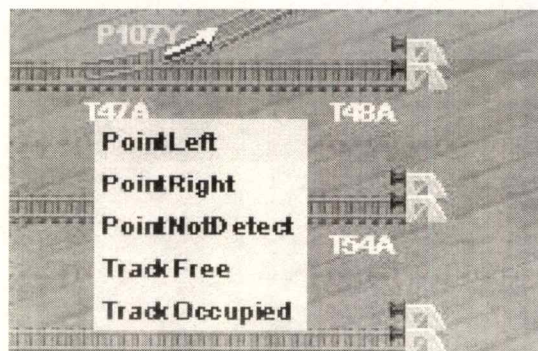 P107Y
T47A T48A
PointLeft
PointRight
PointNotDetect
T54A
TrackFree
TrackOccupied